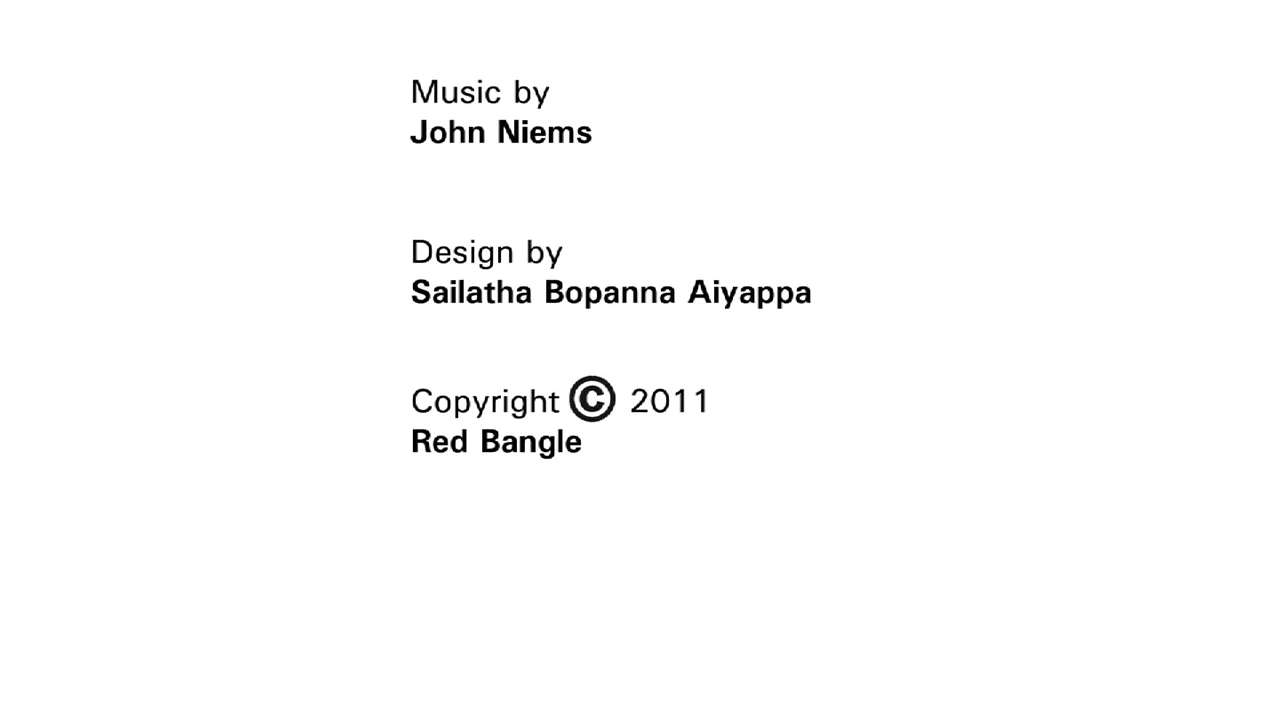 Music by
John Niems
Design by
Sailatha Bopanna Aiyappa
Copyright © 2011
Red Bangle